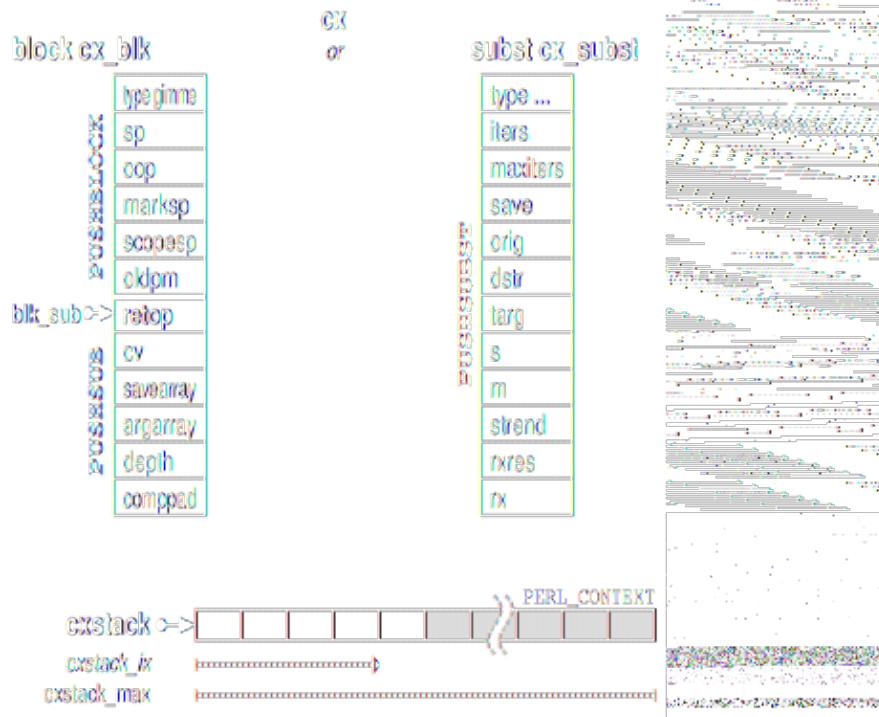 cx
or
block cx_blk
subst cx_subst
type gimme
sp
oop
marksp
scopesp
oldpm
PUSHBLOCK
blk_sub
retop
cv
savearray
argarray
depth
comppad
PUSHSUB
type ...
iters
maxiters
save
orig
dstr
targ
s
m
strend
rxres
rx
PUSHSUBST
PERL_CONTEXT
cxstack
cxstack_ix
cxstack_max